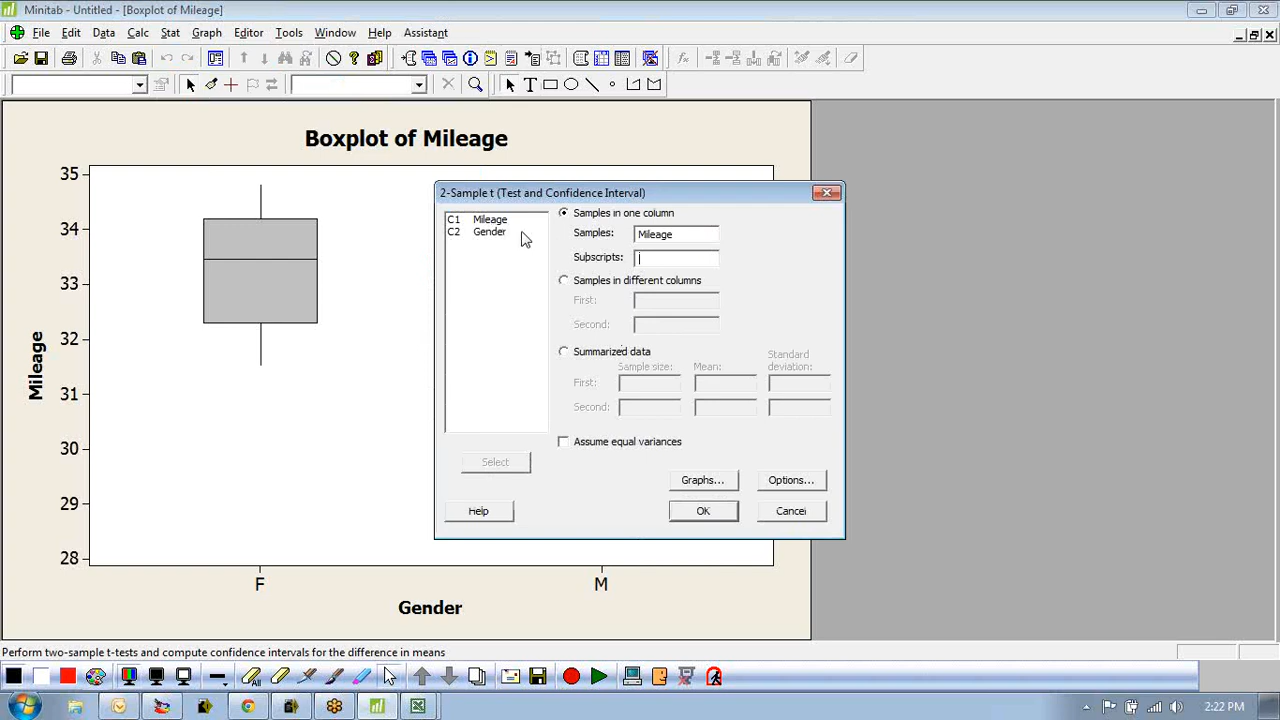 Minitab - Untitled - [Boxplot of Mileage]
File Edit Data Calc Stat Graph Editor Tools Window Help Assistant
Boxplot of Mileage
35
34
33
32
31
30
29
28
Mileage
F
M
Gender
2-Sample t (Test and Confidence Interval)
C1 Mileage
C2 Gender
Samples in one column
Samples: Mileage
Subscripts:
Samples in different columns
First:
Second:
Summarized data
Sample size: Mean: Standard deviation:
First:
Second:
Assume equal variances
Select
Graphs... Options...
Help OK Cancel
Perform two-sample t-tests and compute confidence intervals for the difference in means
2:22 PM